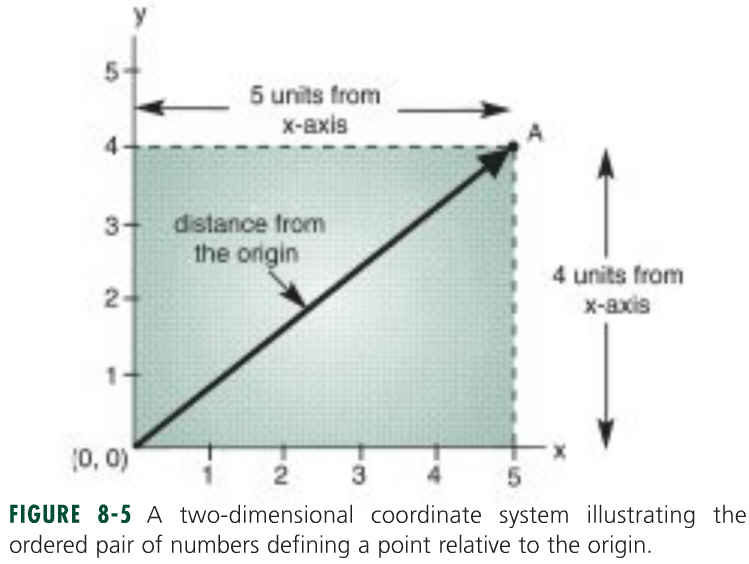 y
5
5 units from
x-axis
4
A
3
distance from
the origin
4 units from
x-axis
2
1
(0, 0)
x
1 2 3 4 5
FIGURE 8-5 A two-dimensional coordinate system illustrating the
ordered pair of numbers defining a point relative to the origin.